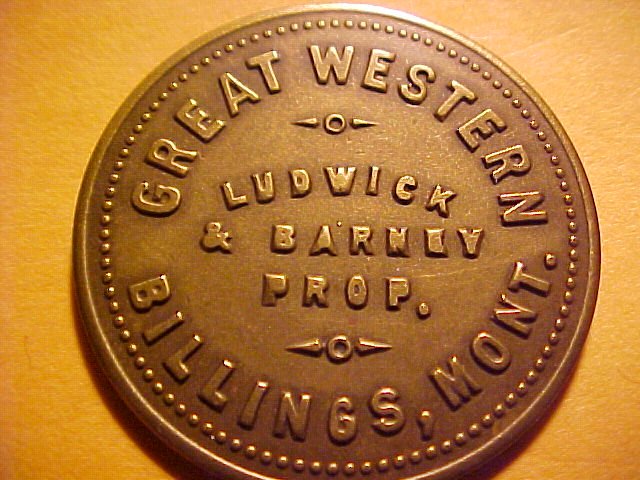 GREAT WESTERN
LUDWICK
& BARNEY
PROP.
BILLINGS, MONT.